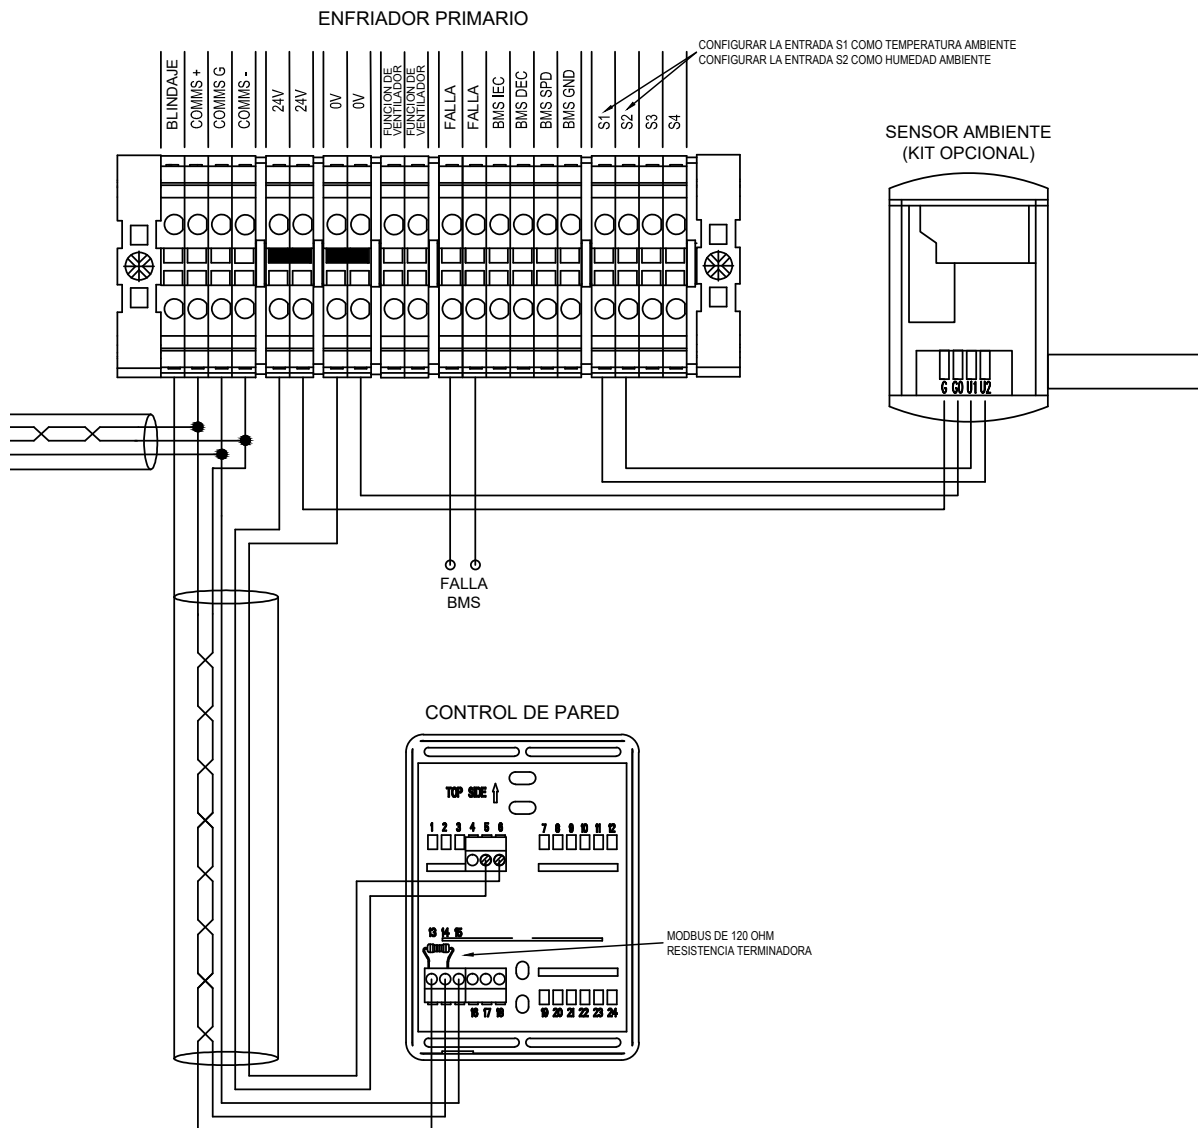 ENFRIADOR PRIMARIO
CONFIGURAR LA ENTRADA S1 COMO TEMPERATURA AMBIENTE
CONFIGURAR LA ENTRADA S2 COMO HUMEDAD AMBIENTE
BLINDAJE
COMMS +
COMMS G
COMMS -
24V
24V
0V
0V
FUNCION DE
VENTILADOR
FUNCION DE
VENTILADOR
FALLA
FALLA
BMS IEC
BMS DEC
BMS SPD
BMS GND
S1
S2
S3
S4
SENSOR AMBIENTE
(KIT OPCIONAL)
G G0 U1 U2
FALLA
BMS
CONTROL DE PARED
TOP SIDE
1 2 3 4 5 6 7 8 9 10 11 12
13 14 15
MODBUS DE 120 OHM
RESISTENCIA TERMINADORA
16 17 18 19 20 21 22 23 24